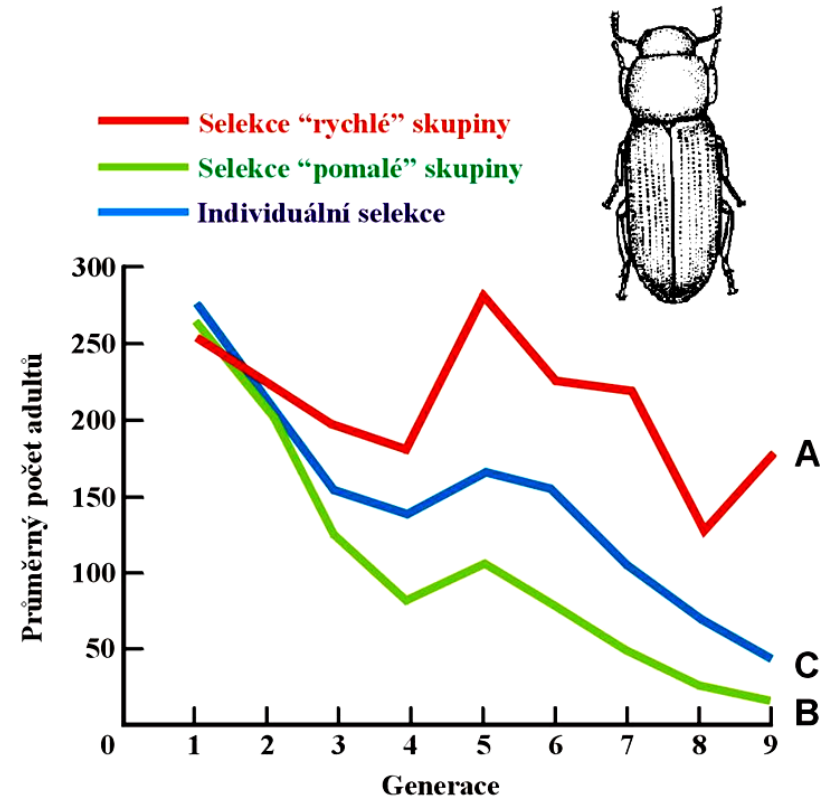 Selekce “rychlé” skupiny
Selekce “pomalé” skupiny
Individuální selekce
300
250
200
150
100
50
0
Průměrný počet adultů
A
C
B
1 2 3 4 5 6 7 8 9
Generace